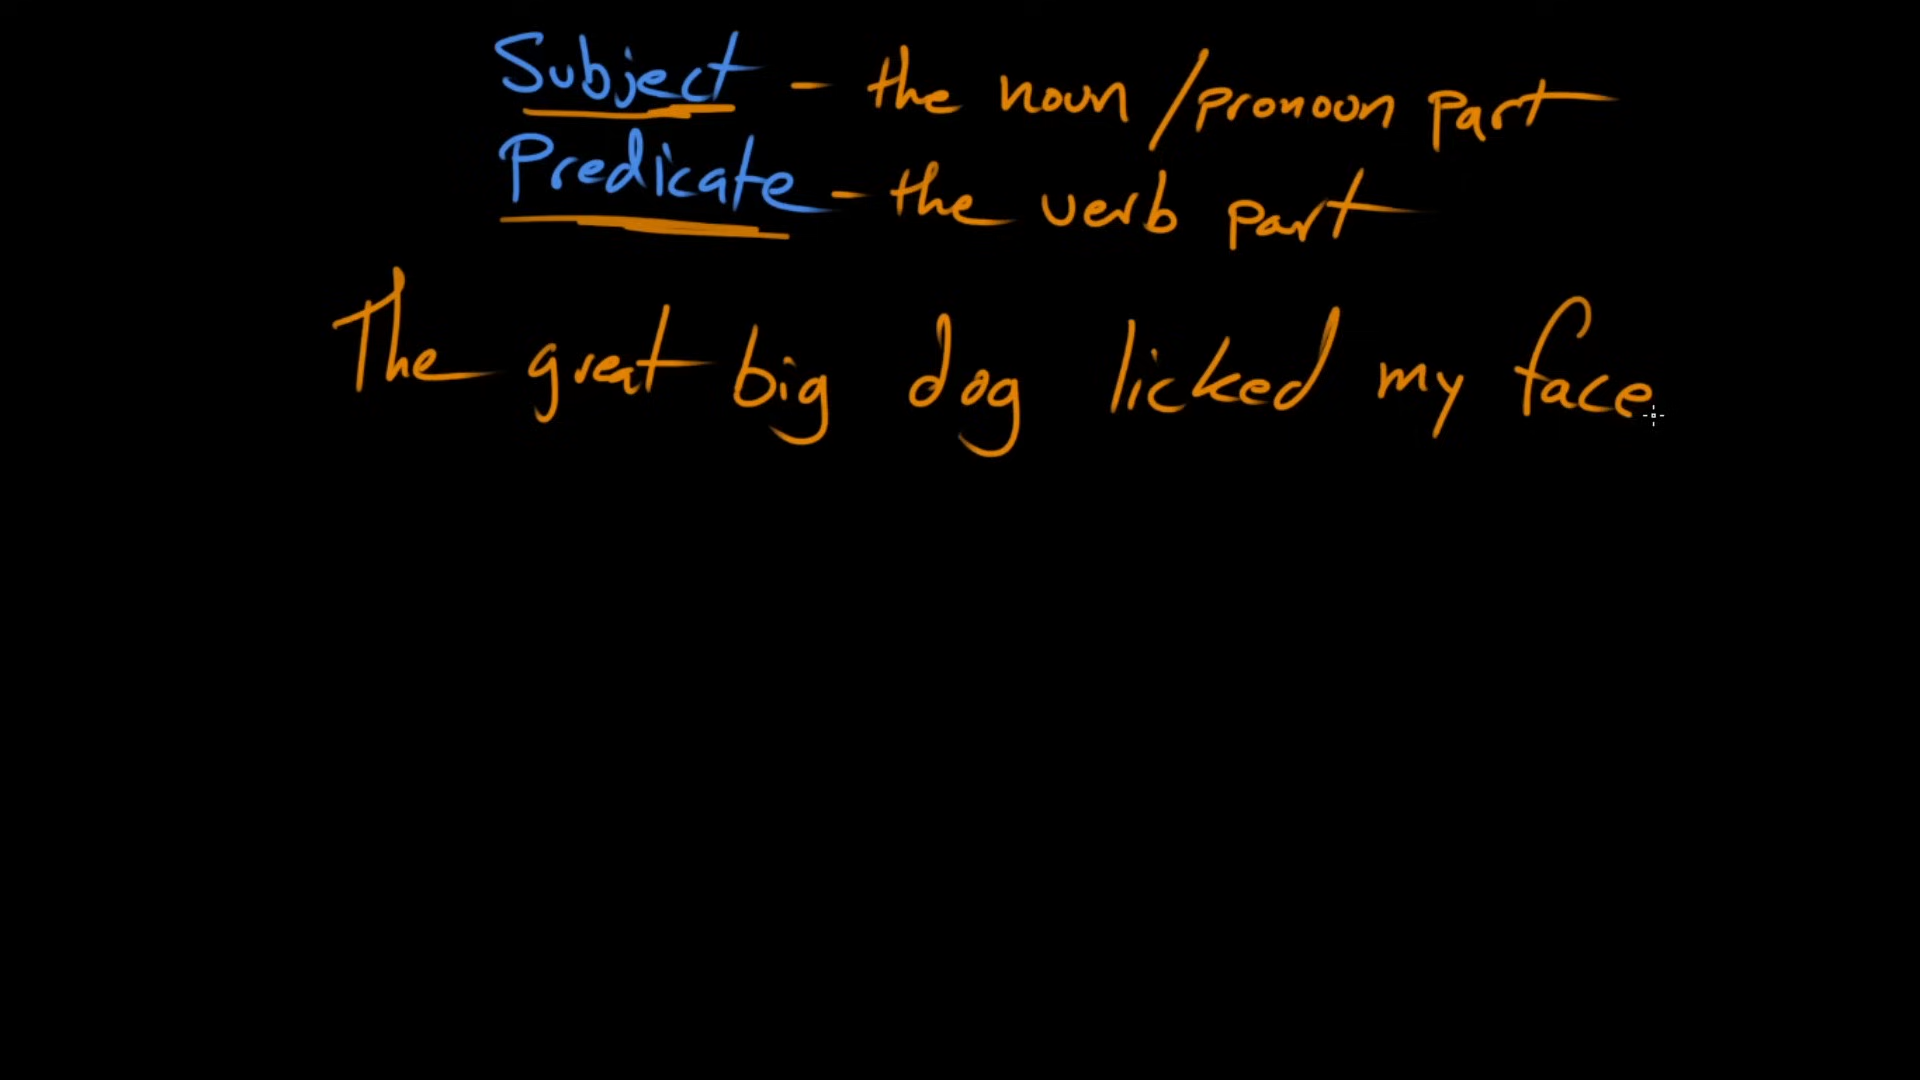 Subject - the noun/pronoun part
Predicate - the verb part
The great big dog licked my face